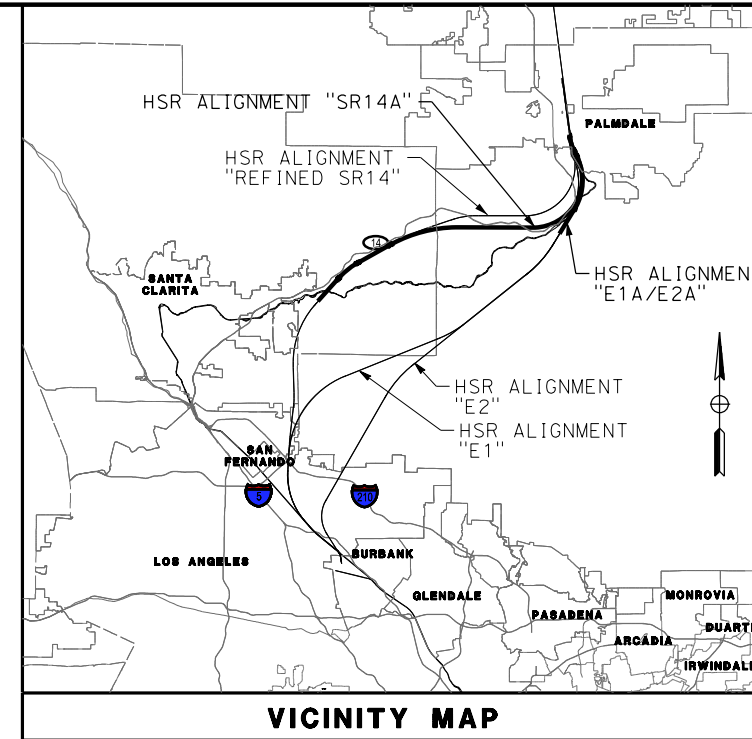 HSR ALIGNMENT "SR14A"
PALMDALE
HSR ALIGNMENT
"REFINED SR14"
14
SANTA
CLARITA
HSR ALIGNMEN
"E1A/E2A"
HSR ALIGNMENT
"E2"
HSR ALIGNMENT
"E1"
SAN
FERNANDO
5
210
LOS ANGELES
BURBANK
GLENDALE
PASADENA
MONROVIA
ARCADIA
DUART
IRWINDAL
VICINITY MAP